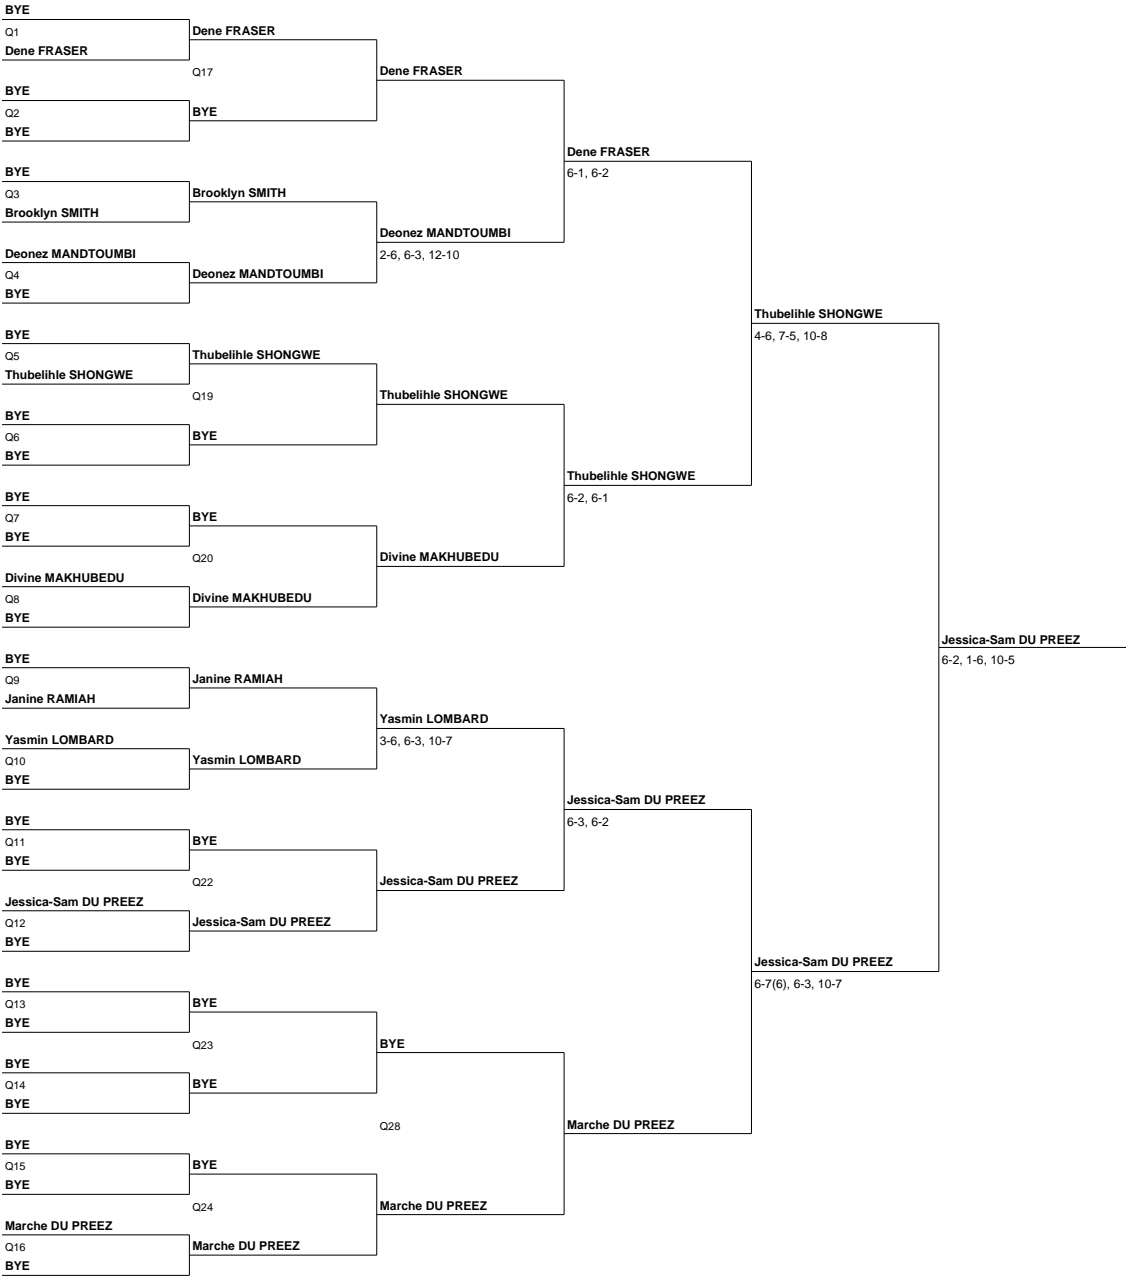 BYE
Q1
Dene FRASER
Dene FRASER
Q17
Dene FRASER
BYE
Q2
BYE
BYE
Dene FRASER
6-1, 6-2
BYE
Q3
Brooklyn SMITH
Brooklyn SMITH
Deonez MANDTOUMBI
2-6, 6-3, 12-10
Deonez MANDTOUMBI
Q4
BYE
Deonez MANDTOUMBI
Thubelihle SHONGWE
4-6, 7-5, 10-8
BYE
Q5
Thubelihle SHONGWE
Thubelihle SHONGWE
Q19
Thubelihle SHONGWE
BYE
Q6
BYE
BYE
Thubelihle SHONGWE
6-2, 6-1
BYE
Q7
BYE
BYE
Q20
Divine MAKHUBEDU
Divine MAKHUBEDU
Q8
BYE
Divine MAKHUBEDU
Jessica-Sam DU PREEZ
6-2, 1-6, 10-5
BYE
Q9
Janine RAMIAH
Janine RAMIAH
Yasmin LOMBARD
3-6, 6-3, 10-7
Yasmin LOMBARD
Q10
BYE
Yasmin LOMBARD
Jessica-Sam DU PREEZ
6-3, 6-2
BYE
Q11
BYE
BYE
Q22
Jessica-Sam DU PREEZ
Jessica-Sam DU PREEZ
Q12
BYE
Jessica-Sam DU PREEZ
Jessica-Sam DU PREEZ
6-7(6), 6-3, 10-7
BYE
Q13
BYE
BYE
Q23
BYE
BYE
Q14
BYE
BYE
Q28
Marche DU PREEZ
BYE
Q15
BYE
BYE
Q24
Marche DU PREEZ
Marche DU PREEZ
Q16
BYE
Marche DU PREEZ